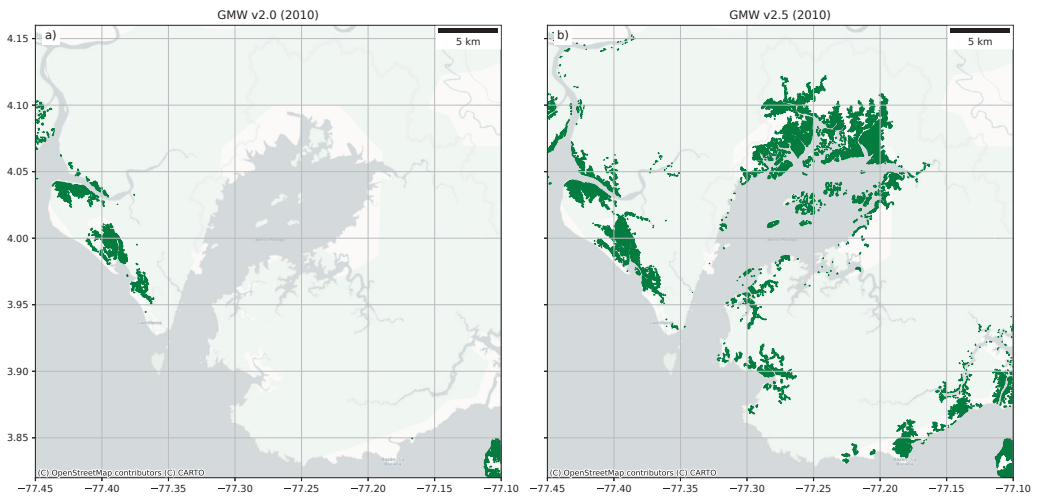 GMW v2.0 (2010)
a)
5 km
4.15
4.10
4.05
4.00
3.95
3.90
3.85
(C) OpenStreetMap contributors (C) CARTO
−77.45
−77.40
−77.35
−77.30
−77.25
−77.20
−77.15
−77.10
GMW v2.5 (2010)
b)
5 km
(C) OpenStreetMap contributors (C) CARTO
−77.45
−77.40
−77.35
−77.30
−77.25
−77.20
−77.15
−77.10